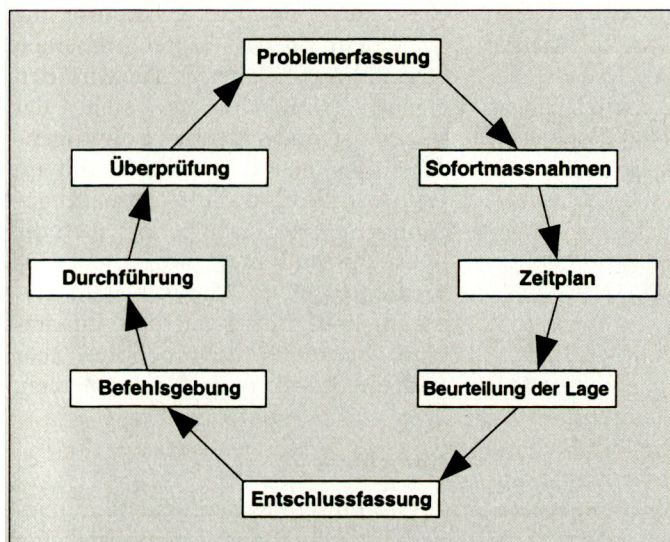 Problemerfassung
Sofortmassnahmen
Zeitplan
Beurteilung der Lage
Entschlussfassung
Befehlsgebung
Durchführung
Überprüfung